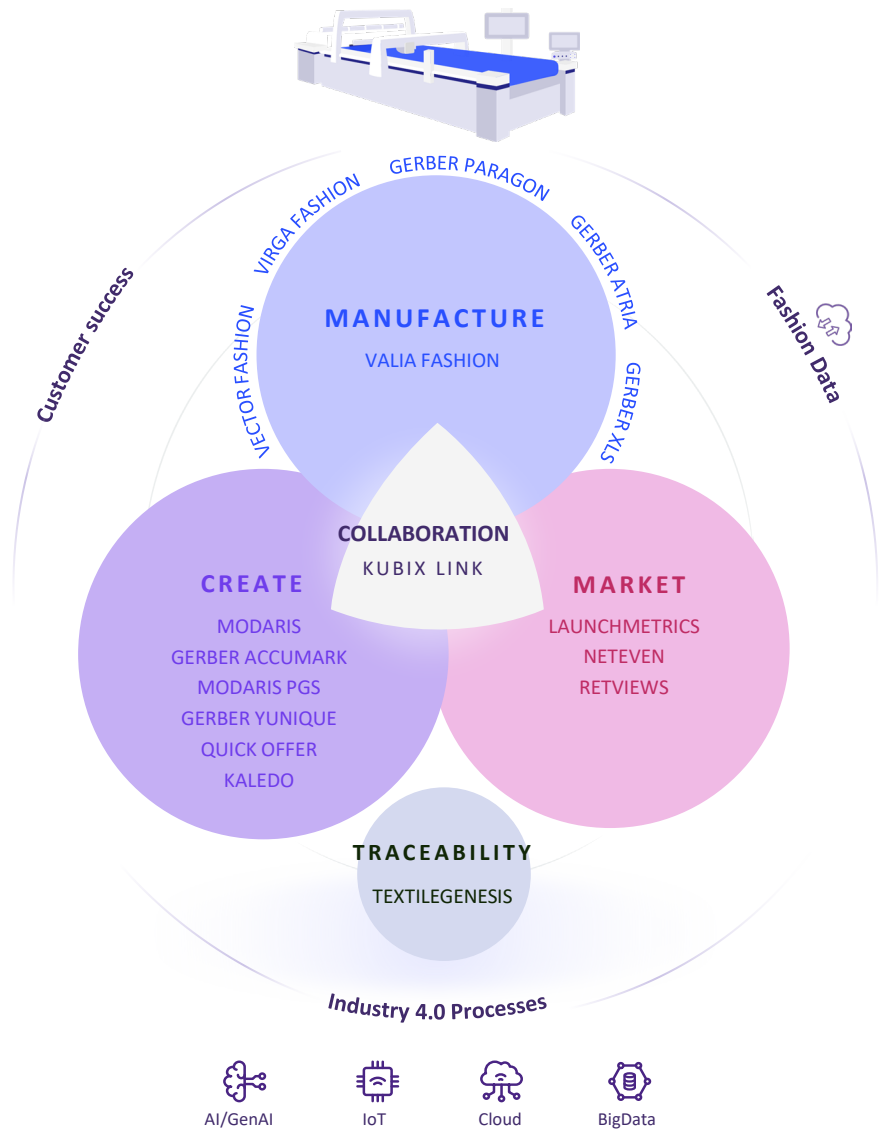 GERBER PARAGON
VIRGA FASHION
GERBER ATRIA
VECTOR FASHION
GERBER XLS
Customer success
Fashion Data
MANUFACTURE
VALIA FASHION
COLLABORATION
KUBIX LINK
CREATE
MODARIS
GERBER ACCUMARK
MODARIS PGS
GERBER YUNIQUE
QUICK OFFER
KALEDO
MARKET
LAUNCHMETRICS
NETEVEN
RETVIEWS
TRACEABILITY
TEXTILEGENESIS
Industry 4.0 Processes
AI/GenAI
IoT
Cloud
BigData